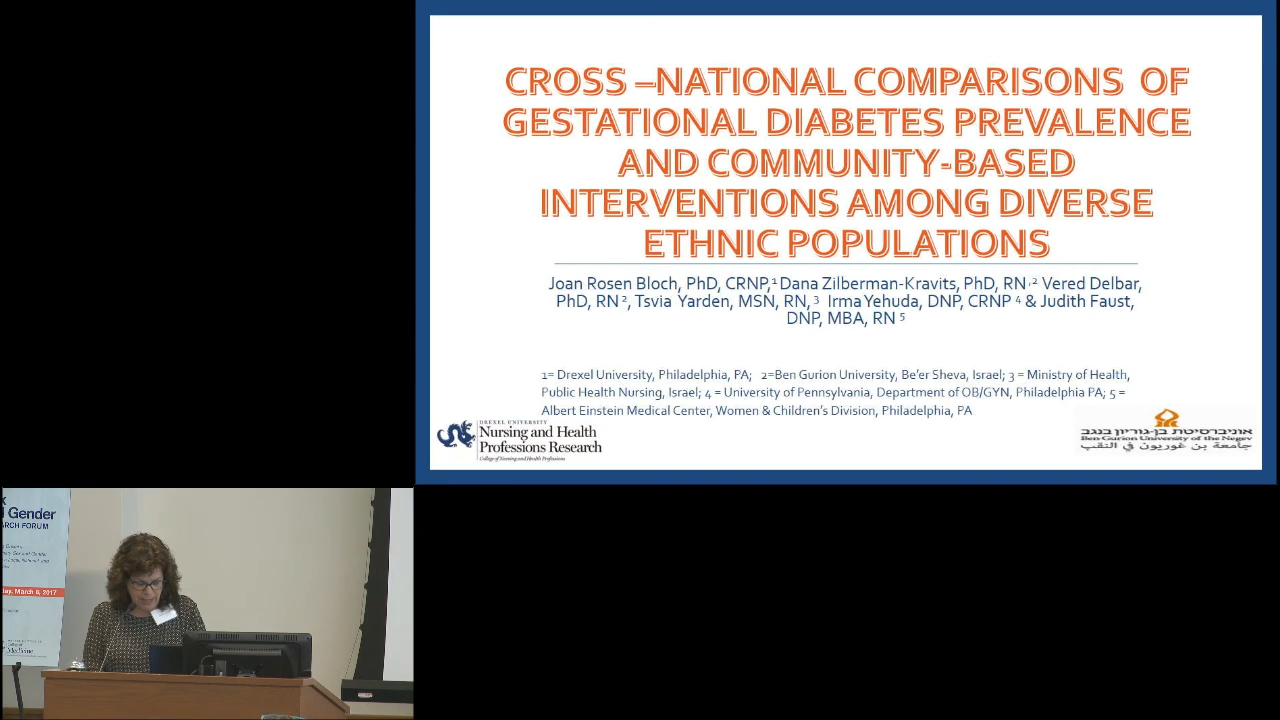 CROSS –NATIONAL COMPARISONS OF
GESTATIONAL DIABETES PREVALENCE
AND COMMUNITY-BASED
INTERVENTIONS AMONG DIVERSE
ETHNIC POPULATIONS
Joan Rosen Bloch, PhD, CRNP,¹ Dana Zilberman-Kravits, PhD, RN,² Vered Delbar,
PhD, RN ², Tsvia Yarden, MSN, RN,³ Irma Yehuda, DNP, CRNP ⁴ & Judith Faust,
DNP, MBA, RN ⁵
1= Drexel University, Philadelphia, PA; 2=Ben Gurion University, Be'er Sheva, Israel; 3 = Ministry of Health,
Public Health Nursing, Israel; 4 = University of Pennsylvania, Department of OB/GYN, Philadelphia PA; 5 =
Albert Einstein Medical Center, Women & Children's Division, Philadelphia, PA
DREXEL UNIVERSITY
Nursing and Health
Professions Research
College of Nursing and Health Professions
אוניברסיטת בן-גוריון בנגב
Ben-Gurion University of the Negev
جامعة بن غوريون في النقب
Gender
ARCH FORUM
ay, March 8, 2017
College of
Medicine